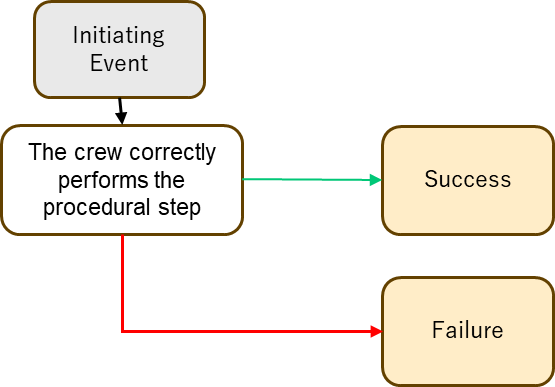 Initiating
Event
The crew correctly
performs the
procedural step
Success
Failure